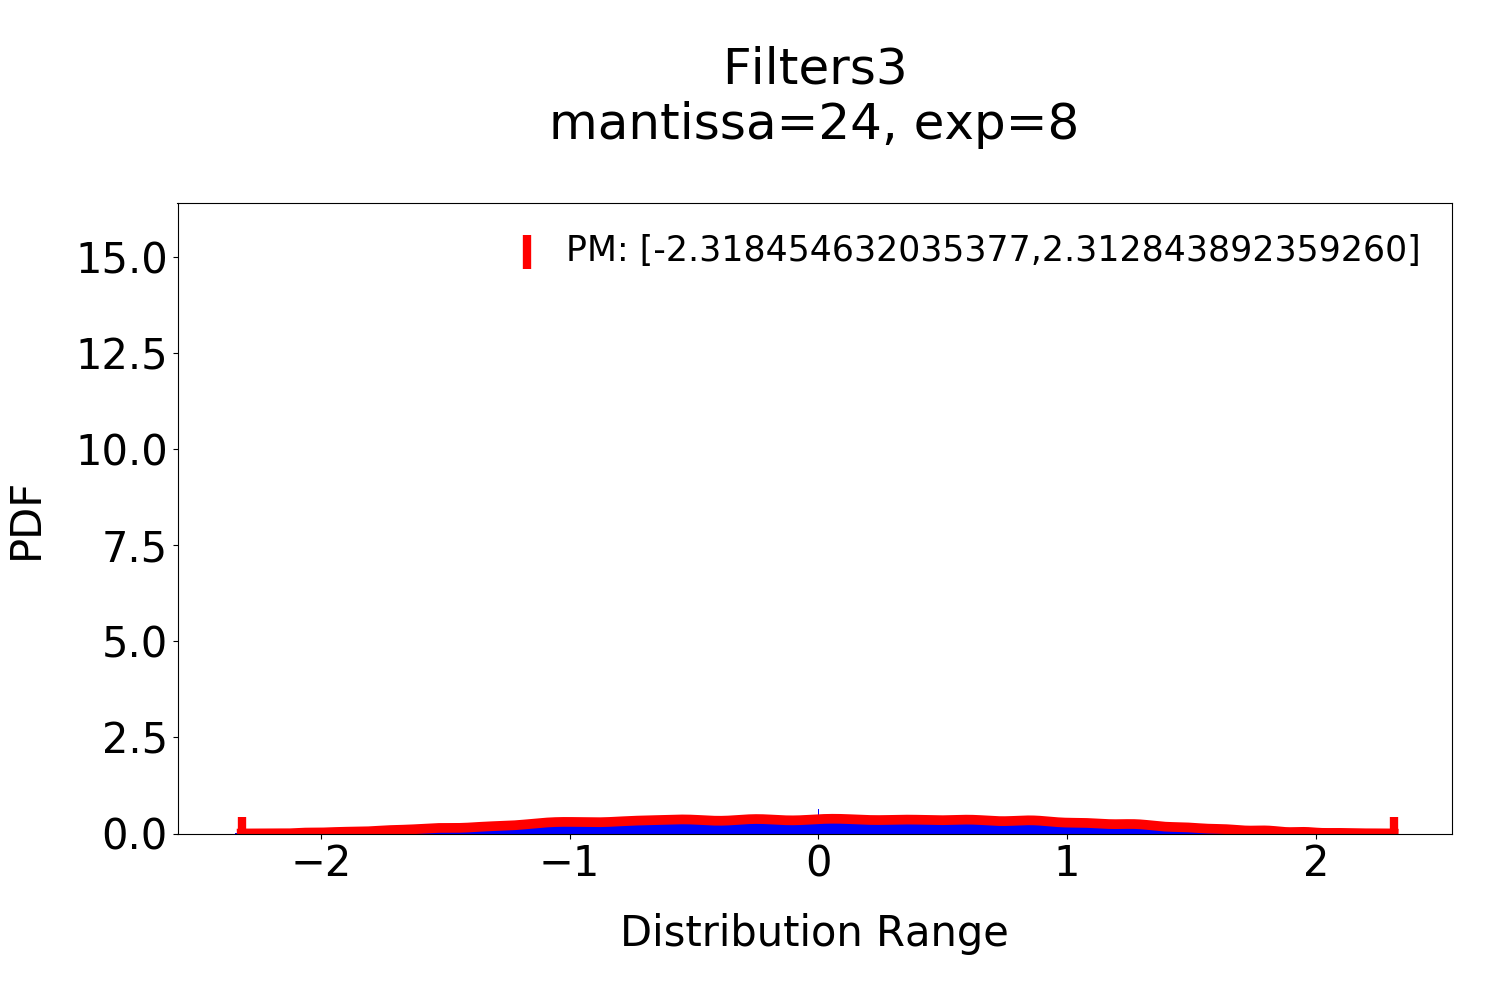 Filters3
mantissa=24, exp=8
PM: [-2.318454632035377,2.312843892359260]
15.0
12.5
10.0
7.5
5.0
2.5
0.0
PDF
−2
−1
0
1
2
Distribution Range